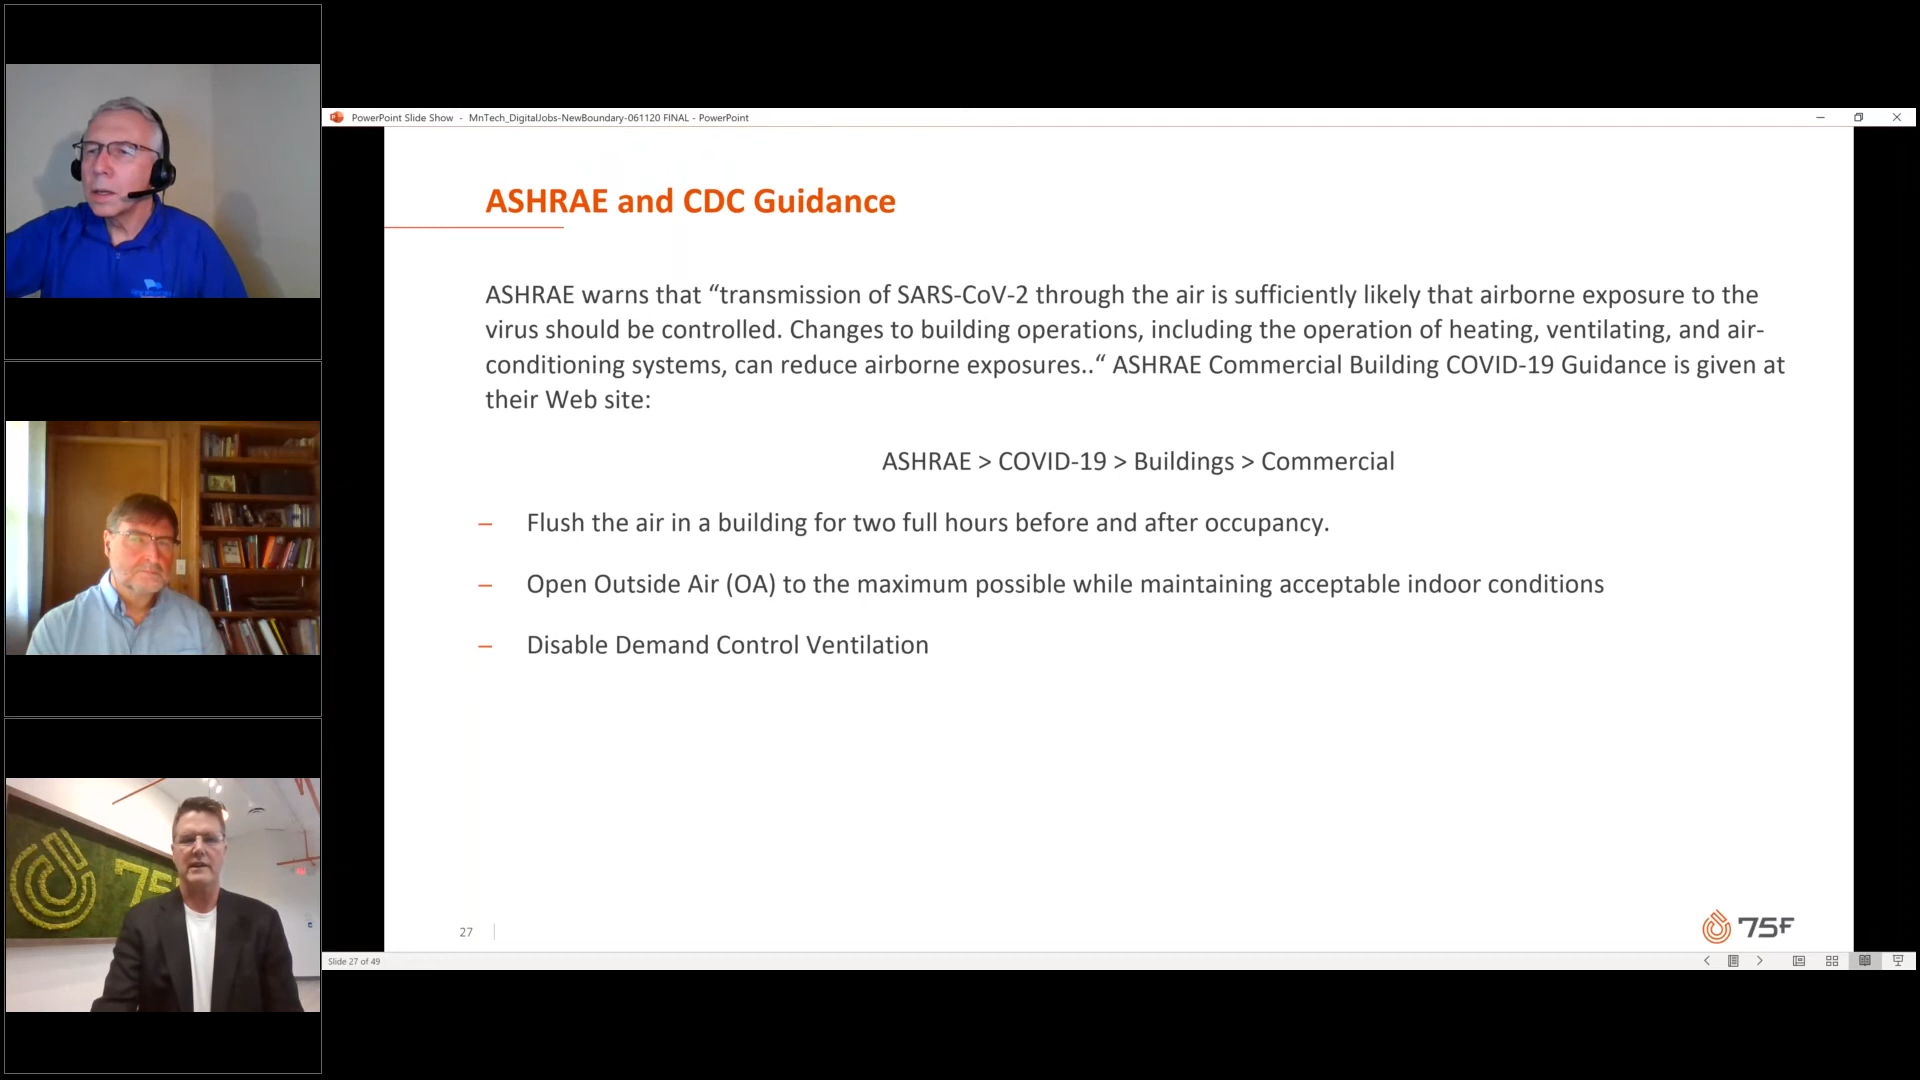 PowerPoint Slide Show - MnTech_DigitalJobs-NewBoundary-061120 FINAL - PowerPoint
ASHRAE and CDC Guidance
ASHRAE warns that “transmission of SARS-CoV-2 through the air is sufficiently likely that airborne exposure to the
virus should be controlled. Changes to building operations, including the operation of heating, ventilating, and air-
conditioning systems, can reduce airborne exposures..“ ASHRAE Commercial Building COVID-19 Guidance is given at
their Web site:
ASHRAE > COVID-19 > Buildings > Commercial
– Flush the air in a building for two full hours before and after occupancy.
– Open Outside Air (OA) to the maximum possible while maintaining acceptable indoor conditions
– Disable Demand Control Ventilation
75F
27
75F
Slide 27 of 49